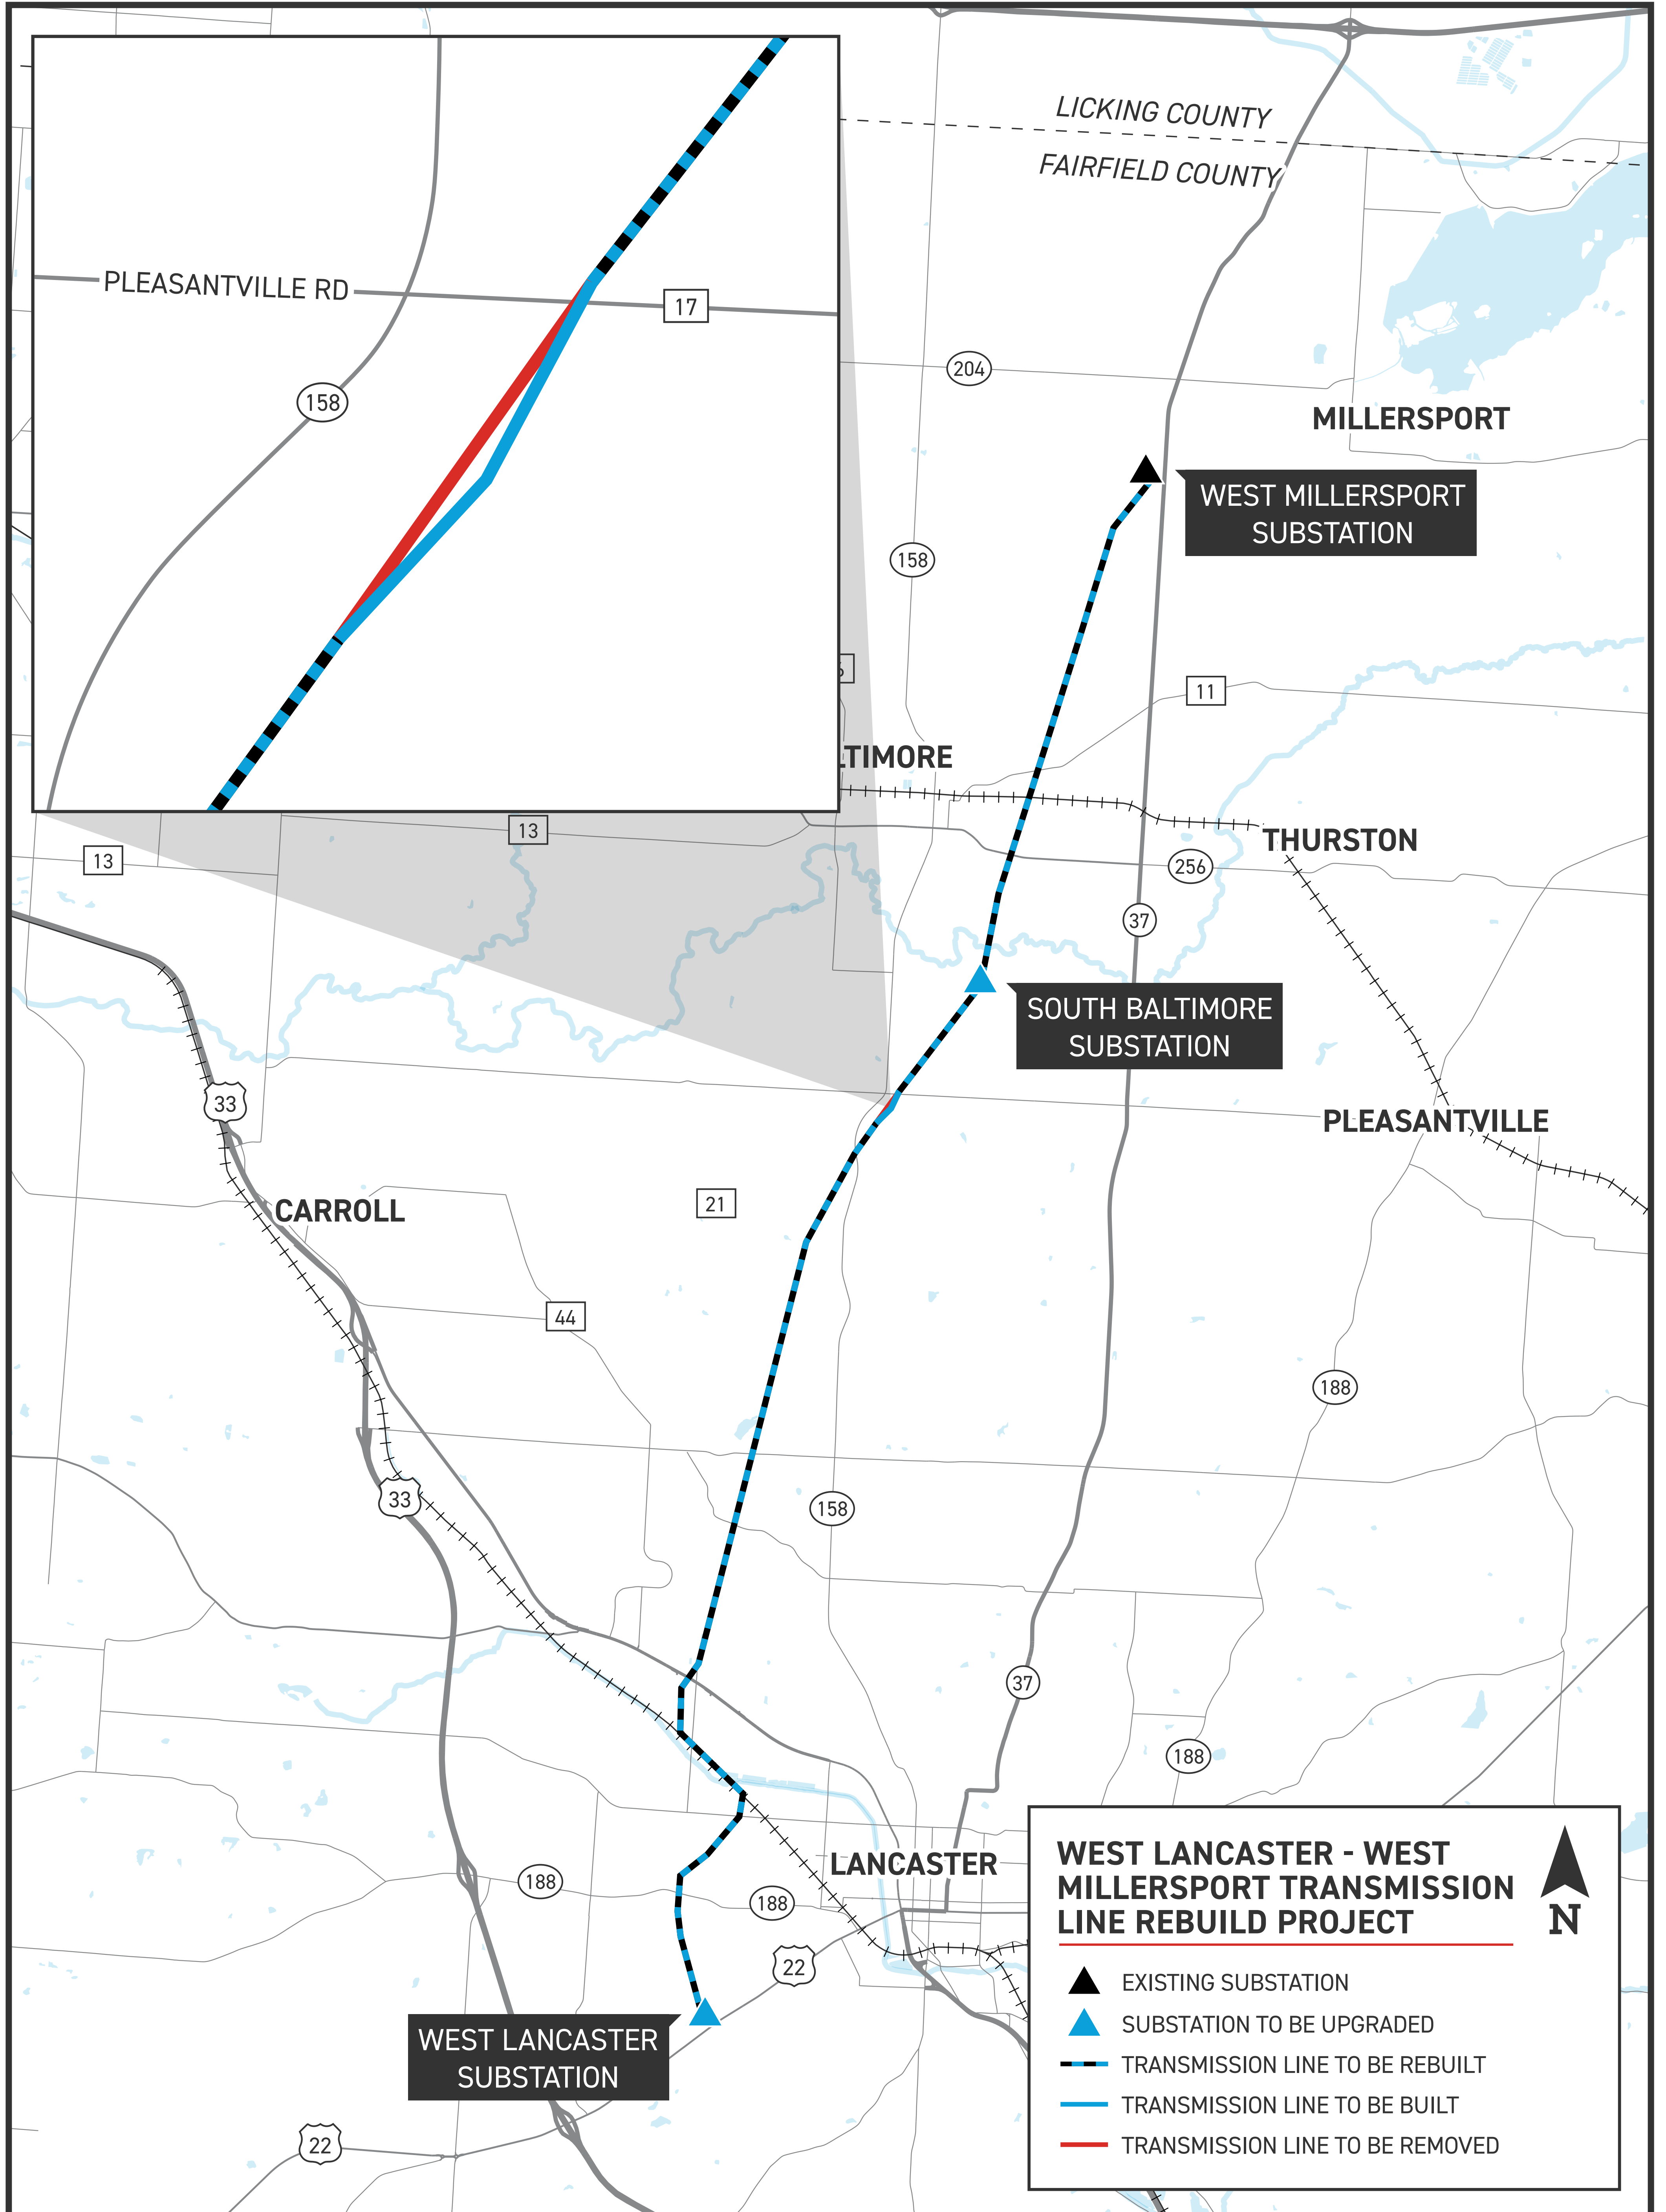 LICKING COUNTY
FAIRFIELD COUNTY
PLEASANTVILLE RD
17
158
204
MILLERSPORT
WEST MILLERSPORT
SUBSTATION
158
11
TIMORE
13
13
THURSTON
256
37
SOUTH BALTIMORE
SUBSTATION
33
PLEASANTVILLE
21
CARROLL
44
188
33
158
37
188
LANCASTER
188
188
22
WEST LANCASTER
SUBSTATION
22
WEST LANCASTER - WEST
MILLERSPORT TRANSMISSION
LINE REBUILD PROJECT
N
EXISTING SUBSTATION
SUBSTATION TO BE UPGRADED
TRANSMISSION LINE TO BE REBUILT
TRANSMISSION LINE TO BE BUILT
TRANSMISSION LINE TO BE REMOVED